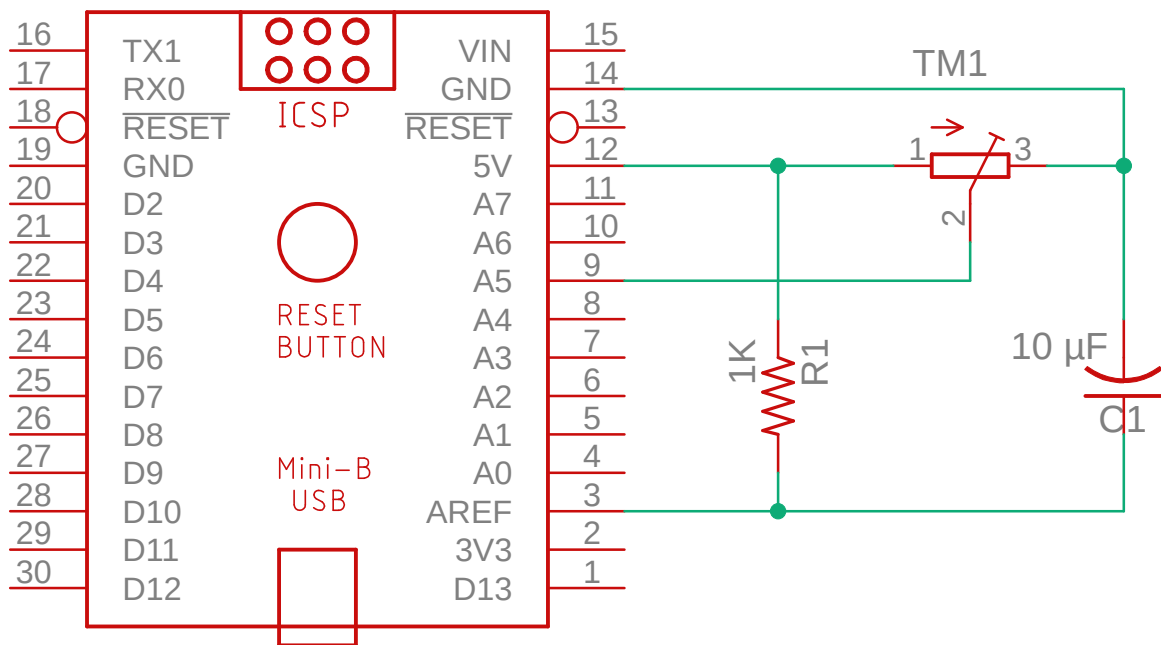 16 TX1 VIN 15
17 RX0 GND 14
18 RESET RESET 13
19 GND 5V 12
20 D2 A7 11
21 D3 A6 10
22 D4 A5 9
23 D5 A4 8
24 D6 A3 7
25 D7 A2 6
26 D8 A1 5
27 D9 A0 4
28 D10 AREF 3
29 D11 3V3 2
30 D12 D13 1
ICSP
RESET
BUTTON
Mini-B
USB
TM1
1
3
2
1K
R1
10 µF
C1